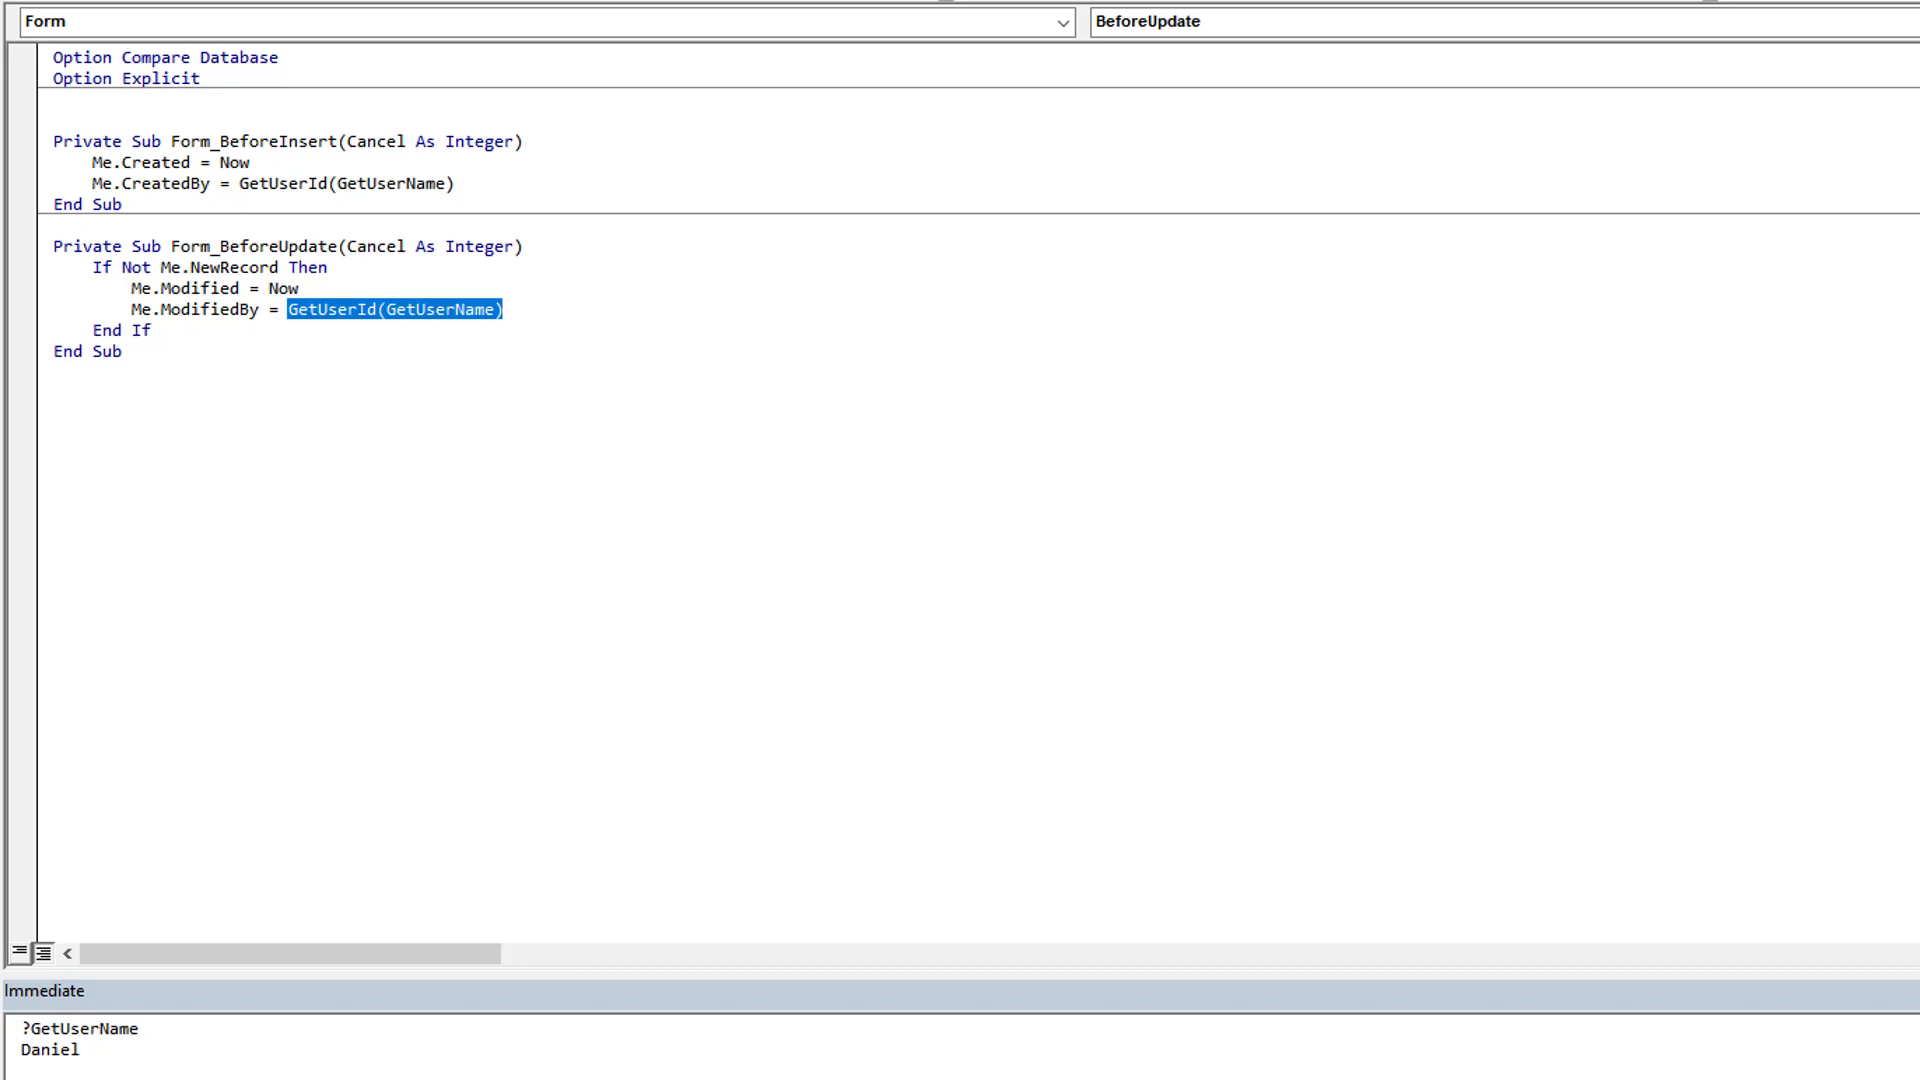 Form
BeforeUpdate
Option Compare Database
Option Explicit
Private Sub Form_BeforeInsert(Cancel As Integer)
    Me.Created = Now
    Me.CreatedBy = GetUserId(GetUserName)
End Sub
Private Sub Form_BeforeUpdate(Cancel As Integer)
    If Not Me.NewRecord Then
        Me.Modified = Now
        Me.ModifiedBy = GetUserId(GetUserName)
    End If
End Sub
Immediate
?GetUserName
Daniel